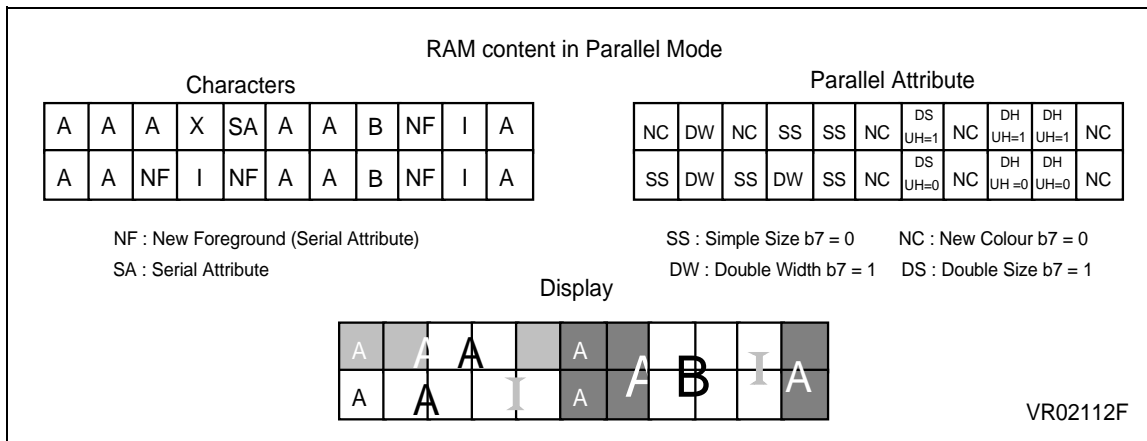 RAM content in Parallel Mode
Characters
Parallel Attribute
A A A X SA A A B NF I A
A A NF I NF A A B NF I A
NC DW NC SS SS NC DS UH=1 NC DH UH=1 DH UH=1 NC
SS DW SS DW SS NC DS UH=0 NC DH UH =0 DH UH=0 NC
NF : New Foreground (Serial Attribute)
SA : Serial Attribute
SS : Simple Size b7 = 0 NC : New Colour b7 = 0
DW : Double Width b7 = 1 DS : Double Size b7 = 1
Display
A A A A A B I A
A A I A
VR02112F